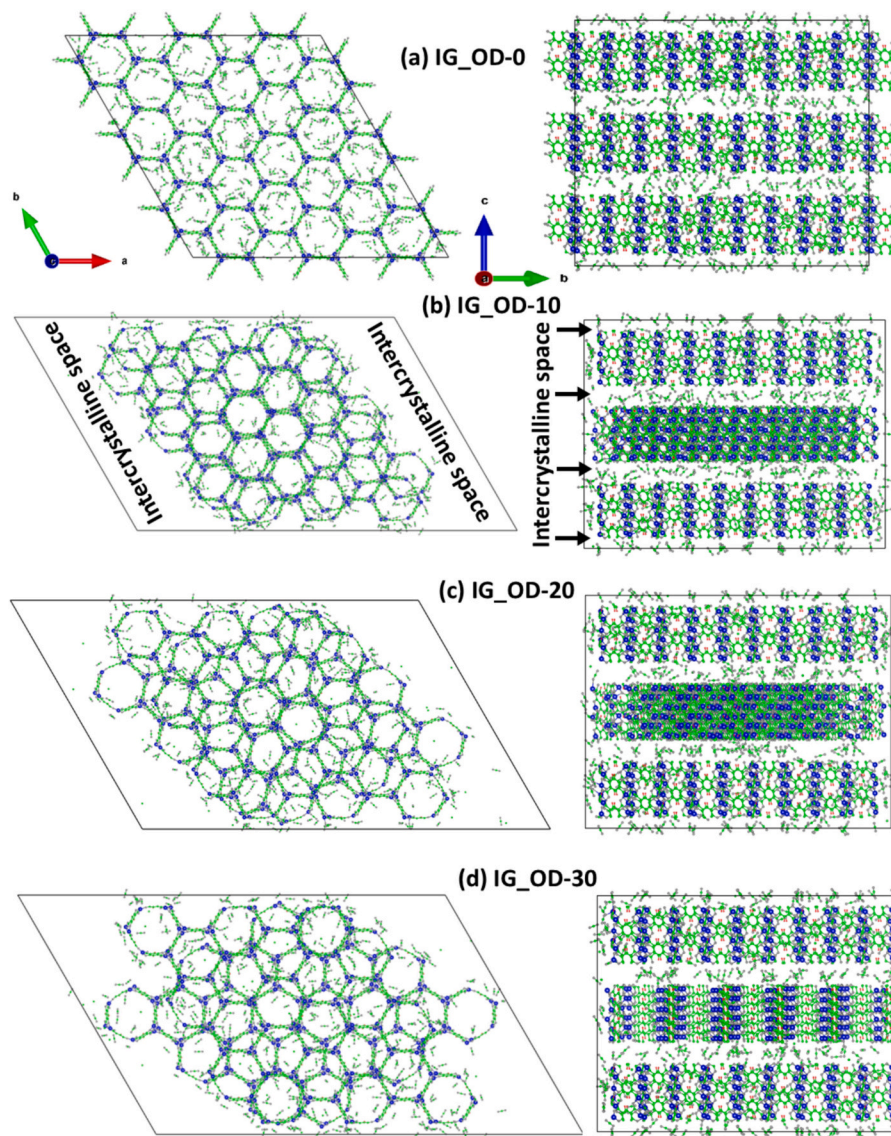 (a) IG_OD-0
b
a
c
a
b
(b) IG_OD-10
Intercrystalline space
Intercrystalline space
Intercrystalline space
(c) IG_OD-20
(d) IG_OD-30